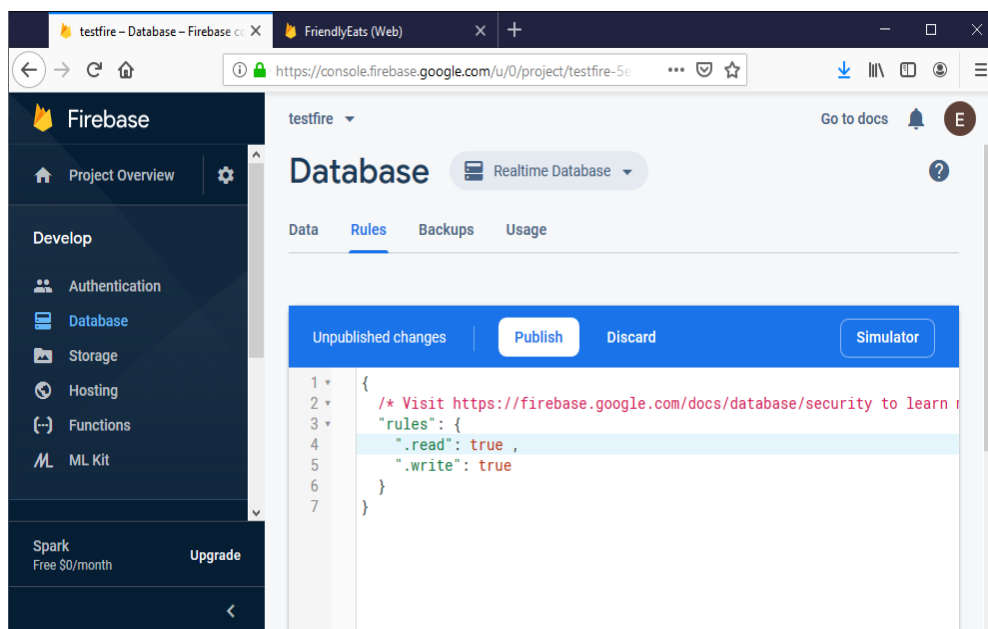 testfire – Database – Firebase co
FriendlyEats (Web)
https://console.firebase.google.com/u/0/project/testfire-5e
Firebase
testfire
Go to docs
E
Project Overview
Database
Realtime Database
Data Rules Backups Usage
Develop
Authentication
Database
Storage
Hosting
Functions
ML Kit
Spark
Free $0/month
Upgrade
Unpublished changes
Publish
Discard
Simulator
1 {
2 /* Visit https://firebase.google.com/docs/database/security to learn
3 "rules": {
4 ".read": true ,
5 ".write": true
6 }
7 }